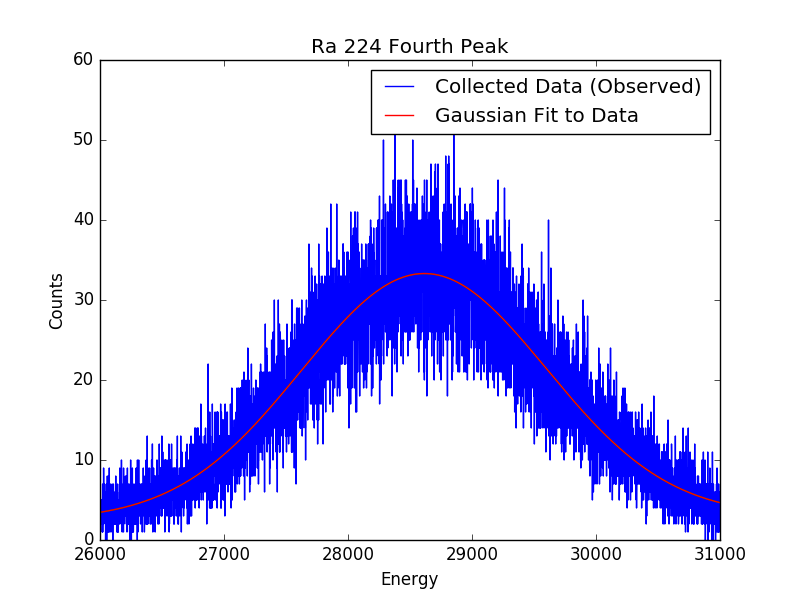 Ra 224 Fourth Peak
Collected Data (Observed)
Gaussian Fit to Data
60
50
40
30
20
10
0
Counts
26000 27000 28000 29000 30000 31000
Energy